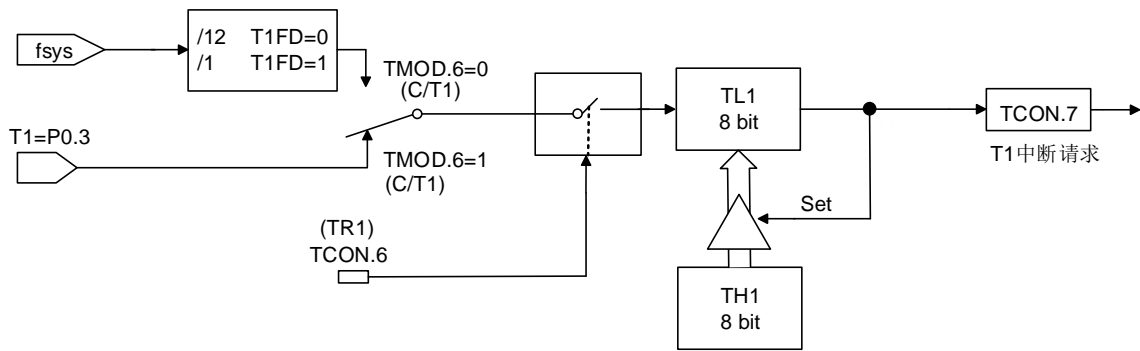 fsys
/12 T1FD=0
/1 T1FD=1
TMOD.6=0
(C/T1)
T1=P0.3
TMOD.6=1
(C/T1)
(TR1)
TCON.6
TL1
8 bit
TCON.7
T1中断请求
Set
TH1
8 bit